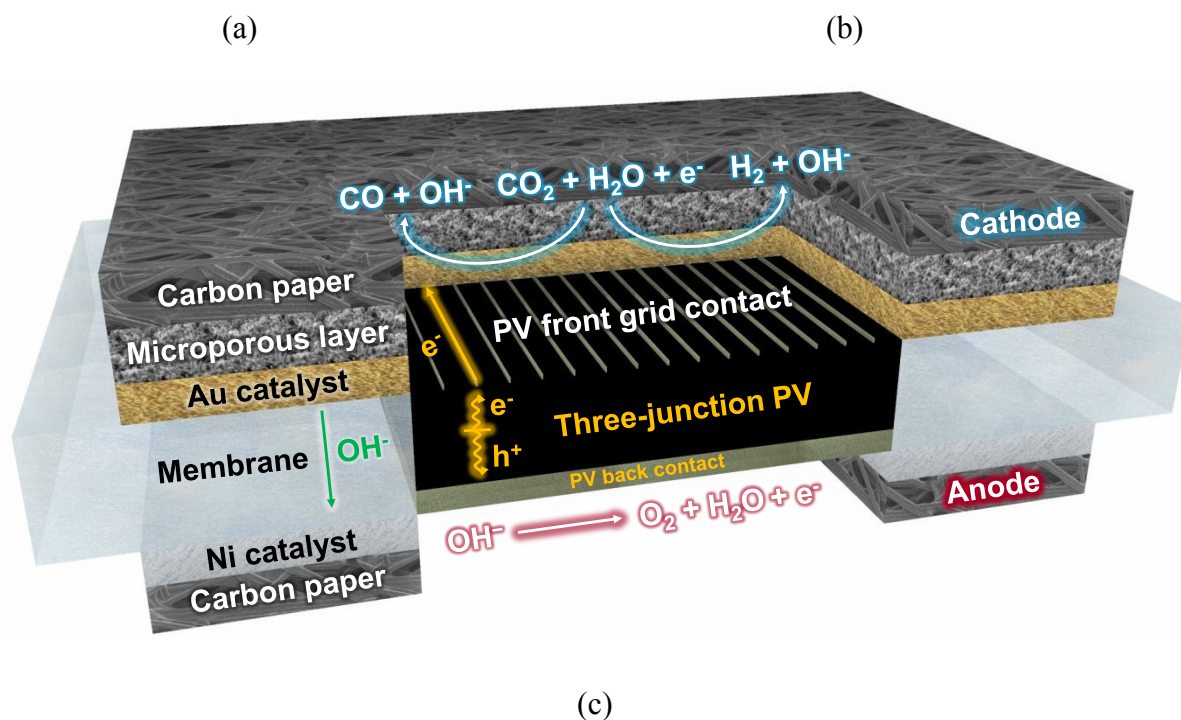 (a)
(b)
CO + OH-
CO2 + H2O + e-
H2 + OH-
Cathode
Carbon paper
Microporous layer
Au catalyst
PV front grid contact
e-
e-
h+
Three-junction PV
PV back contact
Membrane
OH-
Anode
OH− O2 + H2O + e-
Ni catalyst
Carbon paper
(c)